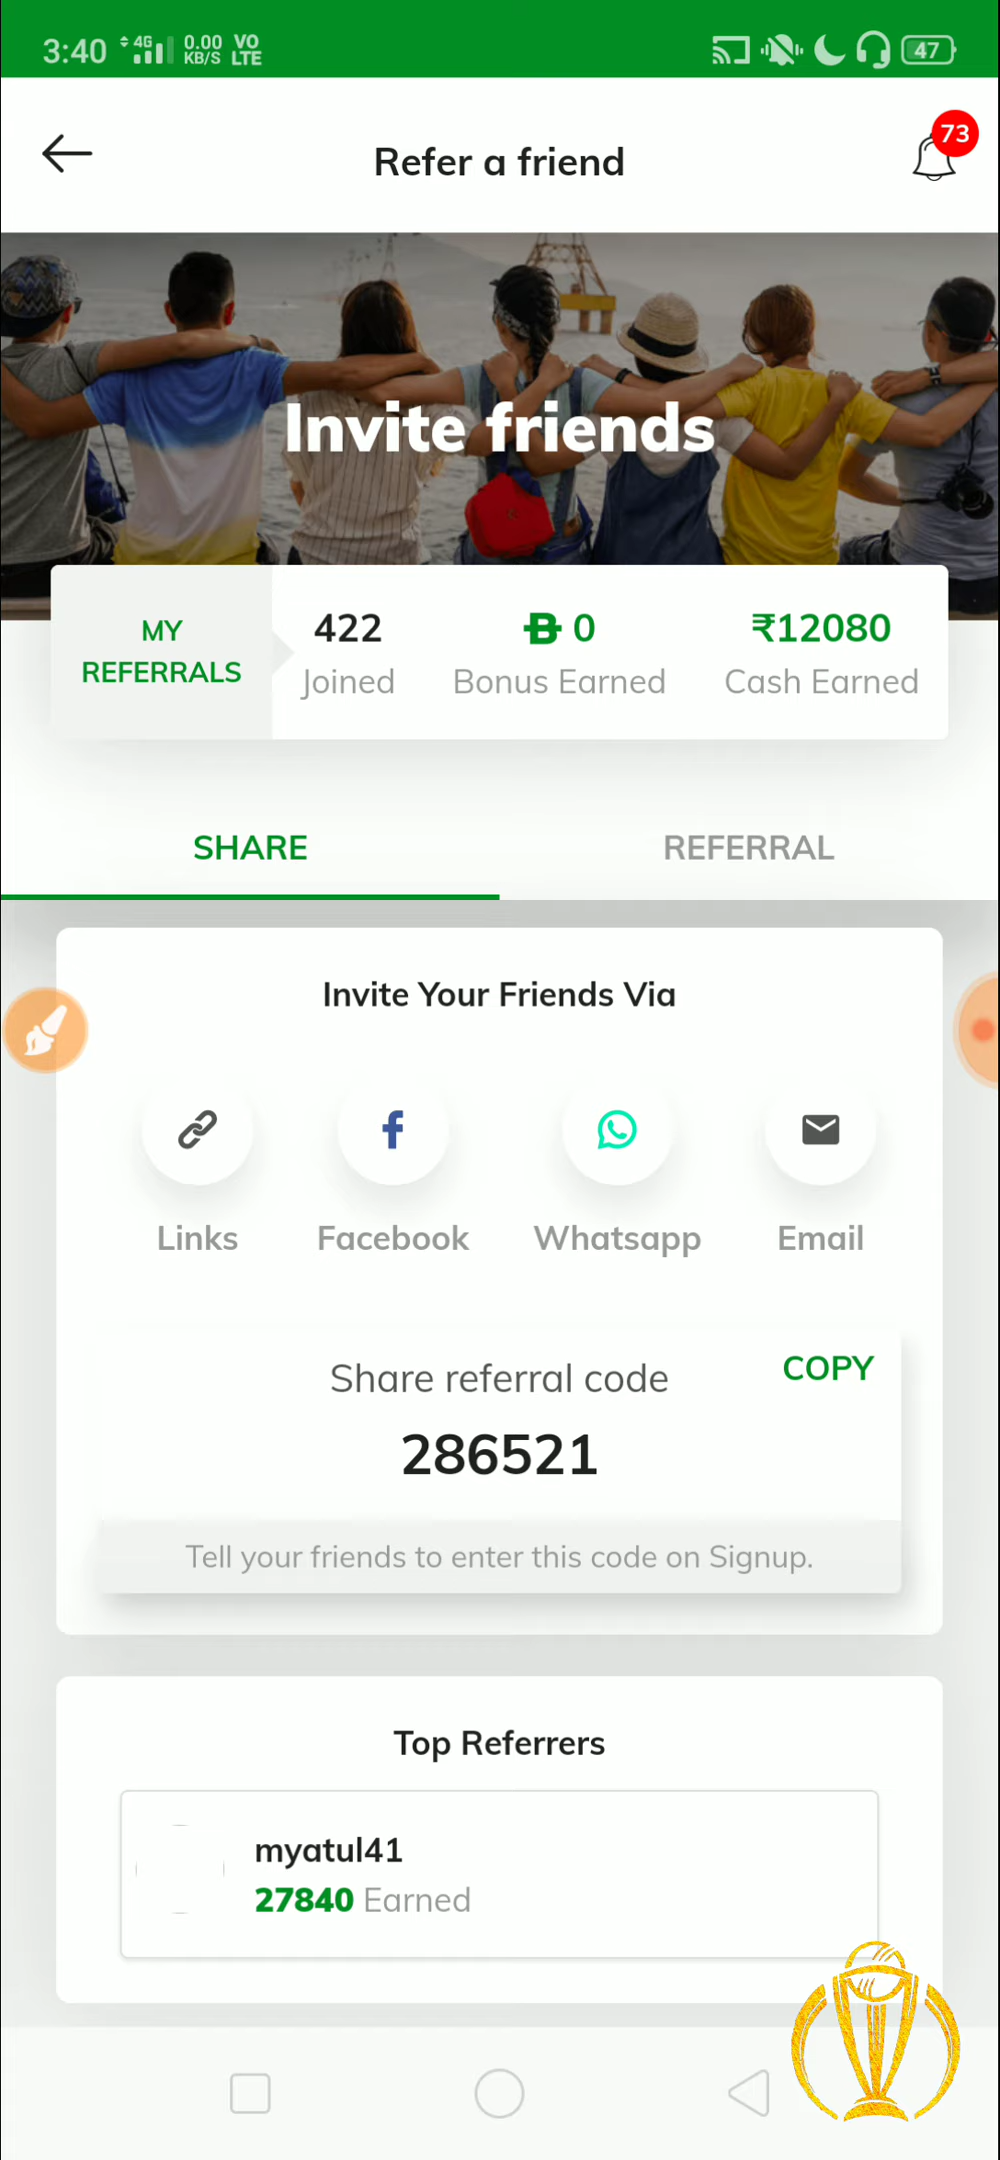 3:40 4G 0.00 KB/S VO LTE 47
Refer a friend
73
Invite friends
MY REFERRALS
422
Joined
Ƀ 0
Bonus Earned
₹12080
Cash Earned
SHARE
REFERRAL
Invite Your Friends Via
Links Facebook Whatsapp Email
Share referral code
COPY
286521
Tell your friends to enter this code on Signup.
Top Referrers
myatul41
27840 Earned